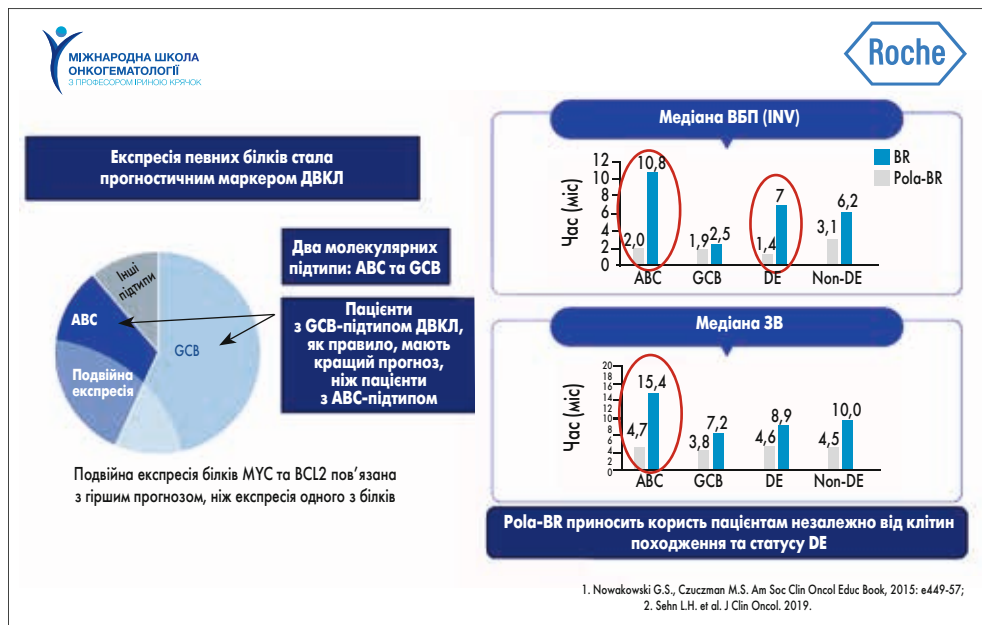 МІЖНАРОДНА ШКОЛА
ОНКОГЕМАТОЛОГІЇ
З ПРОФЕСОРОМ ІРИНОЮ КРЯЧОК
Roche
Експресія певних білків стала
прогностичним маркером ДВКЛ
Інші
підтипи
ABC
GCB
Подвійна
експресія
Два молекулярних
підтипи: ABC та GCB
Пацієнти
з GCB-підтипом ДВКЛ,
як правило, мають
кращий прогноз,
ніж пацієнти
з ABC-підтипом
Подвійна експресія білків MYC та BCL2 пов’язана
з гіршим прогнозом, ніж експресія одного з білків
Медіана ВБП (INV)
Час (міс)
12
10
8
6
4
2
0
2,0
10,8
1,9
2,5
1,4
7
3,1
6,2
ABC
GCB
DE
Non-DE
BR
Pola-BR
Медіана ЗВ
Час (міс)
20
18
16
14
12
10
8
6
4
2
0
4,7
15,4
3,8
7,2
4,6
8,9
4,5
10,0
ABC
GCB
DE
Non-DE
Pola-BR приносить користь пацієнтам незалежно від клітин
походження та статусу DE
1. Nowakowski G.S., Czuczman M.S. Am Soc Clin Oncol Educ Book, 2015: e449-57;
2. Sehn L.H. et al. J Clin Oncol. 2019.